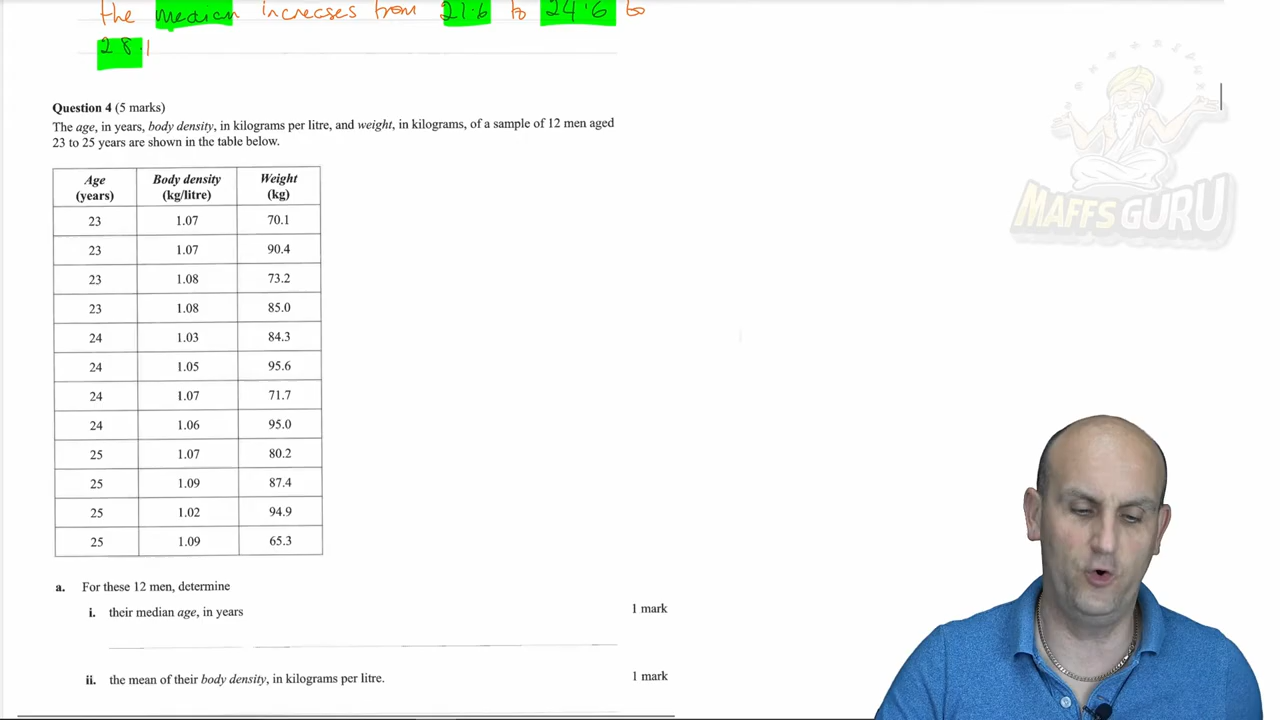 the median increases from 21.6 to 24.6 to
28.1
Question 4 (5 marks)
The age, in years, body density, in kilograms per litre, and weight, in kilograms, of a sample of 12 men aged
23 to 25 years are shown in the table below.
Age (years) Body density (kg/litre) Weight (kg)
23 1.07 70.1
23 1.07 90.4
23 1.08 73.2
23 1.08 85.0
24 1.03 84.3
24 1.05 95.6
24 1.07 71.7
24 1.06 95.0
25 1.07 80.2
25 1.09 87.4
25 1.02 94.9
25 1.09 65.3
a. For these 12 men, determine
i. their median age, in years 1 mark
ii. the mean of their body density, in kilograms per litre. 1 mark
MAFFS GURU